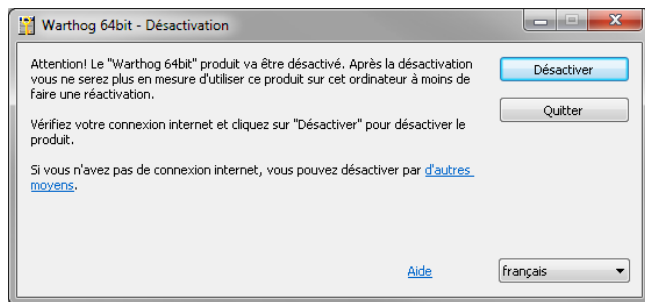 Warthog 64bit - Désactivation
Attention! Le "Warthog 64bit" produit va être désactivé. Après la désactivation
vous ne serez plus en mesure d'utiliser ce produit sur cet ordinateur à moins de
faire une réactivation.
Désactiver
Quitter
Vérifiez votre connexion internet et cliquez sur "Désactiver" pour désactiver le
produit.
Si vous n'avez pas de connexion internet, vous pouvez désactiver par d'autres
moyens.
Aide
français